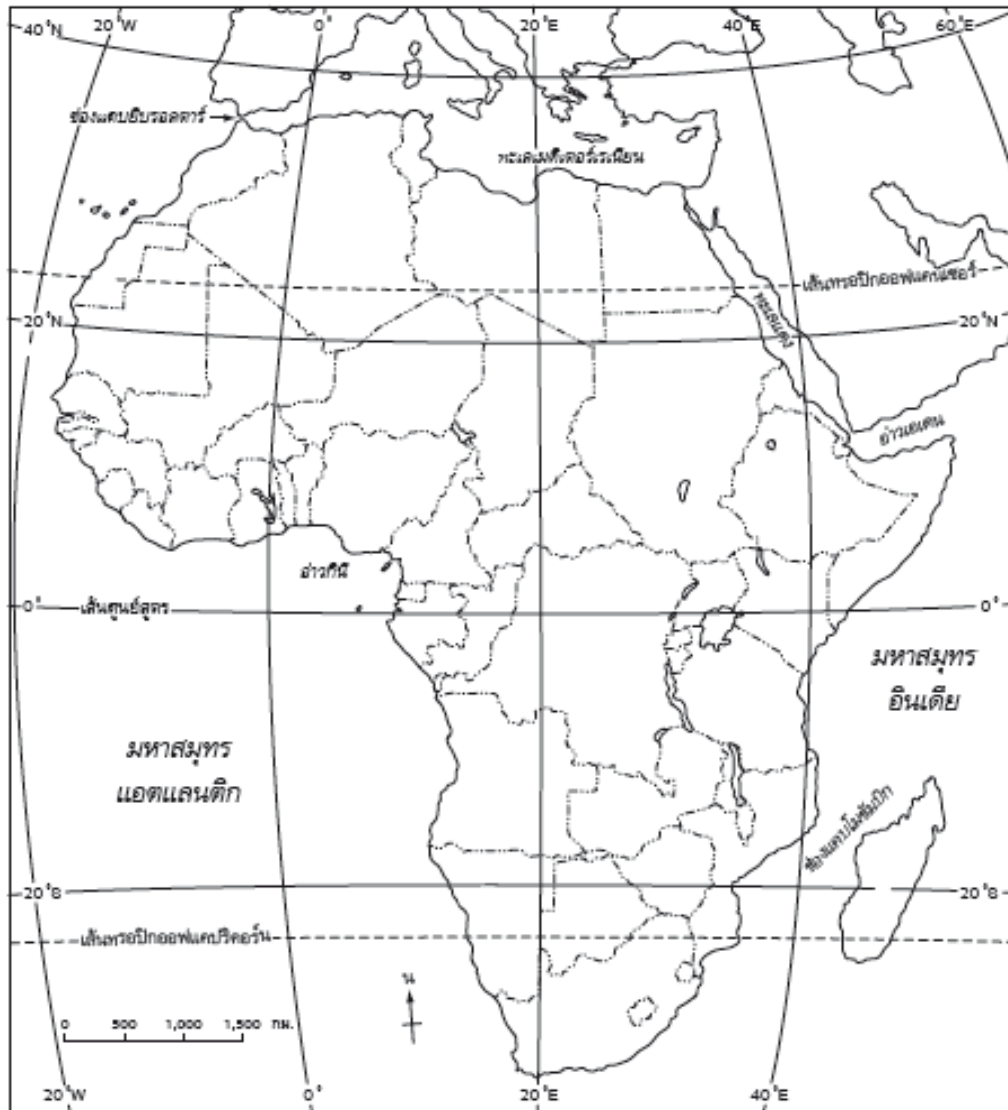 40°N
20°W
0°
20°E
40°E
60°E
ช่องแคบยิบรอลตาร์
ทะเลเมดิเตอร์เรเนียน
เส้นทรอปิกออฟแคนเซอร์
20°N
20°N
ทะเลแดง
อ่าวเอเดน
อ่าวกินี
0°
เส้นศูนย์สูตร
0°
มหาสมุทร
อินเดีย
มหาสมุทร
แอตแลนติก
ช่องแคบโมซัมบิก
20°S
20°S
เส้นทรอปิกออฟแคปริคอร์น
น
0 500 1,000 1,500 กม.
20°W
0°
20°E
40°E